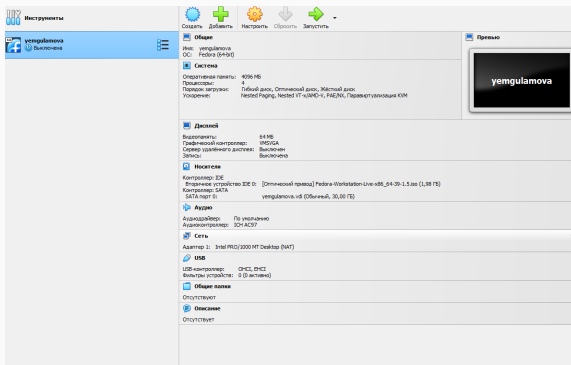 Инструменты
yemgulamova
Выключена
Создать Добавить Настроить Сбросить Запустить
Общие
Имя: yemgulamova
ОС: Fedora (64-bit)
Система
Оперативная память: 4096 МБ
Процессоры: 4
Порядок загрузки: Гибкий диск, Оптический диск, Жёсткий диск
Ускорение: Nested Paging, Nested VT-x/AMD-V, PAE/NX, Паравиртуализация KVM
Превью
yemgulamova
Дисплей
Видеопамять: 64 МБ
Графический контроллер: VMSVGA
Сервер удалённого дисплея: Выключен
Запись: Выключена
Носители
Контроллер: IDE
Вторичное устройство IDE 0: [Оптический привод] Fedora-Workstation-Live-x86_64-39-1.5.iso (1,98 ГБ)
Контроллер: SATA
SATA порт 0: yemgulamova.vdi (Обычный, 30,00 ГБ)
Аудио
Аудиодрайвер: По умолчанию
Аудиоконтроллер: ICH AC97
Сеть
Адаптер 1: Intel PRO/1000 MT Desktop (NAT)
USB
USB-контроллер: OHCI, EHCI
Фильтры устройств: 0 (0 активно)
Общие папки
Отсутствуют
Описание
Отсутствует